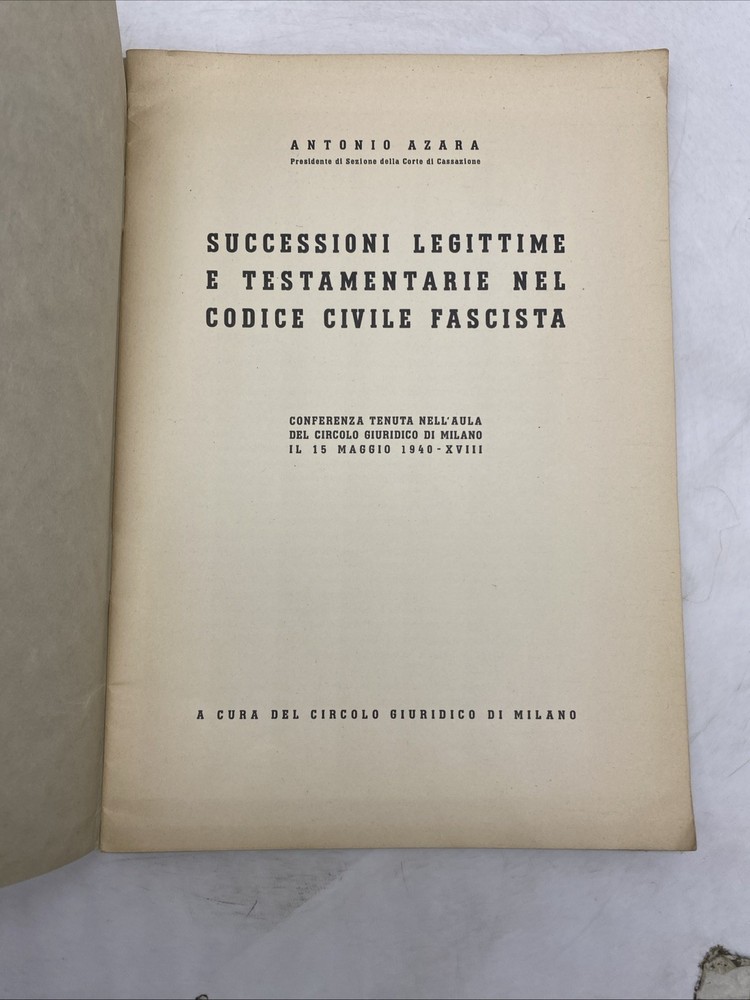 ANTONIO AZARA
Presidente di Sezione della Corte di Cassazione
SUCCESSIONI LEGITTIME
E TESTAMENTARIE NEL
CODICE CIVILE FASCISTA
CONFERENZA TENUTA NELL'AULA
DEL CIRCOLO GIURIDICO DI MILANO
IL 15 MAGGIO 1940-XVIII
A CURA DEL CIRCOLO GIURIDICO DI MILANO